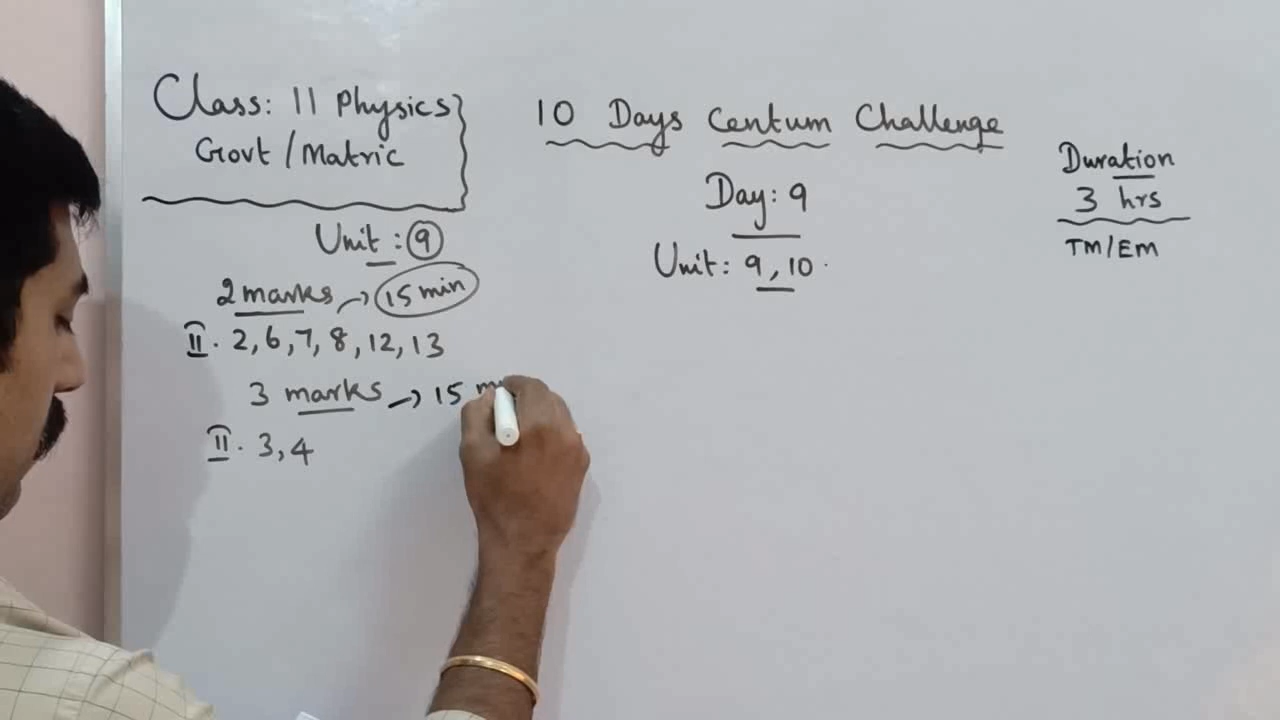 Class: 11 Physics
Govt / Matric
10 Days Centum Challenge
Day: 9
Unit: 9, 10
Duration
3 hrs
TM/EM
Unit: 9
2 marks → 15 min
II. 2, 6, 7, 8, 12, 13
3 marks → 15
II. 3, 4